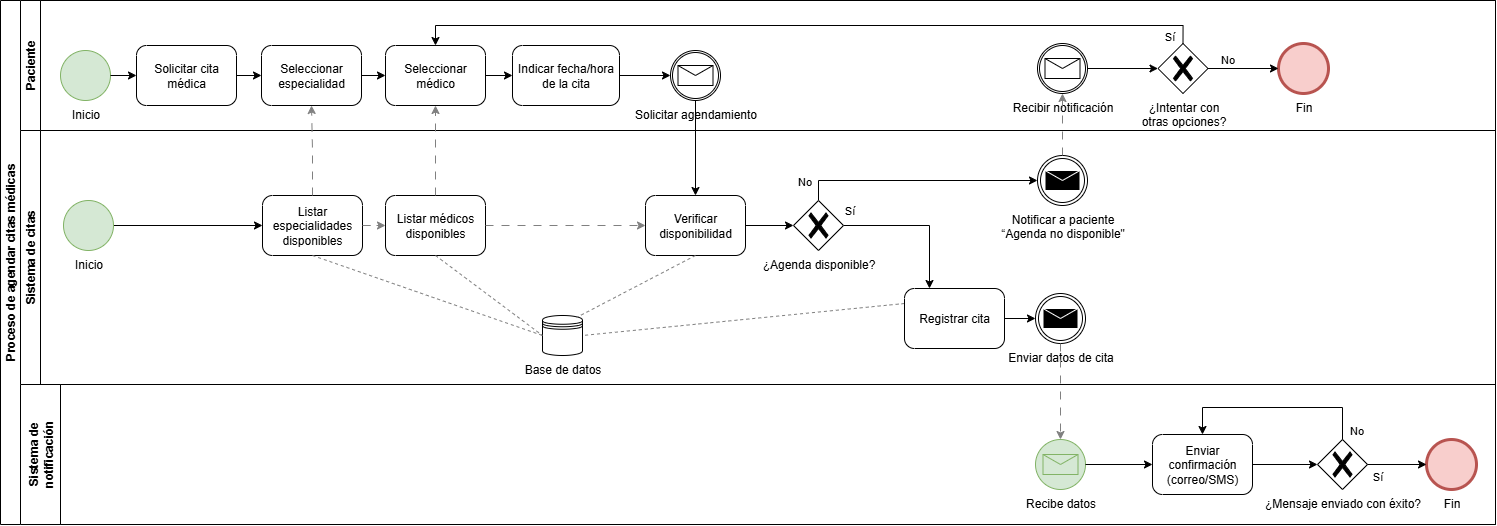 Proceso de agendar citas médicas
Paciente
Inicio
Solicitar cita
médica
Seleccionar
especialidad
Seleccionar
médico
Indicar fecha/hora
de la cita
Solicitar agendamiento
Recibir notificación
Sí
No
¿Intentar con
otras opciones?
Fin
Sistema de citas
Inicio
Listar
especialidades
disponibles
Listar médicos
disponibles
Verificar
disponibilidad
No
Sí
¿Agenda disponible?
Notificar a paciente
“Agenda no disponible"
Registrar cita
Enviar datos de cita
Base de datos
Sistema de
notificación
Recibe datos
Enviar
confirmación
(correo/SMS)
No
Sí
¿Mensaje enviado con éxito?
Fin